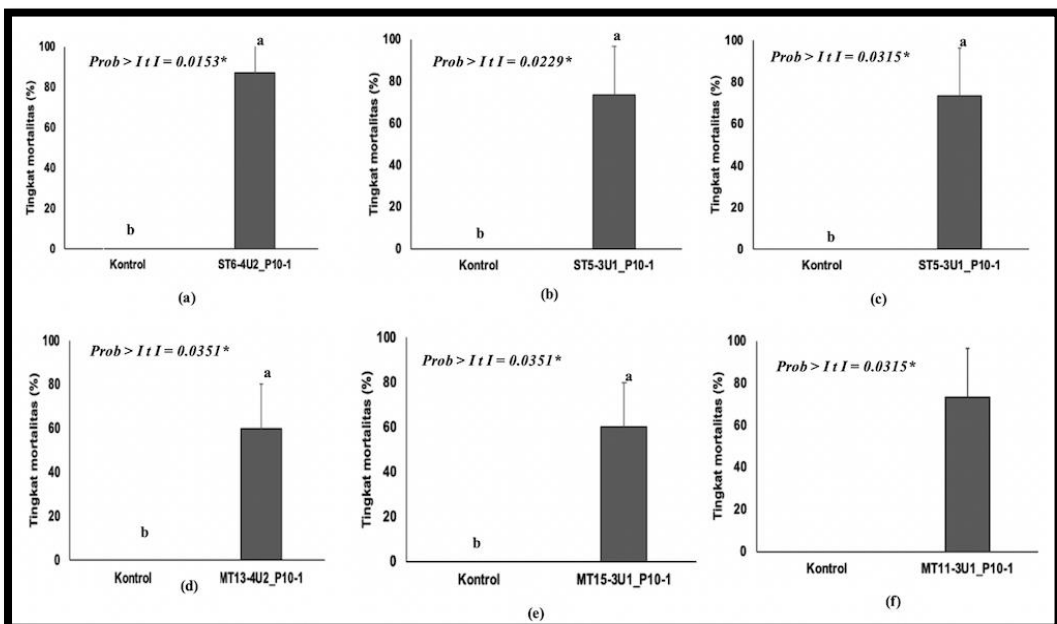 Tingkat mortalitas (%)
100
80
60
40
20
0
Prob > I t I = 0.0153*
a
b
Kontrol
ST6-4U2_P10-1
(a)
Tingkat mortalitas (%)
100
80
60
40
20
0
Prob > I t I = 0.0229*
a
b
Kontrol
ST5-3U1_P10-1
(b)
Tingkat mortalitas (%)
100
80
60
40
20
0
Prob > I t I = 0.0315*
a
b
Kontrol
ST5-3U1_P10-1
(c)
Tingkat mortalitas (%)
100
80
60
40
20
0
Prob > I t I = 0.0351*
a
b
Kontrol
MT13-4U2_P10-1
(d)
Tingkat mortalitas (%)
100
80
60
40
20
0
Prob > I t I = 0.0351*
a
b
Kontrol
MT15-3U1_P10-1
(e)
Tingkat mortalitas (%)
100
80
60
40
20
0
Prob > I t I = 0.0315*
Kontrol
MT11-3U1_P10-1
(f)